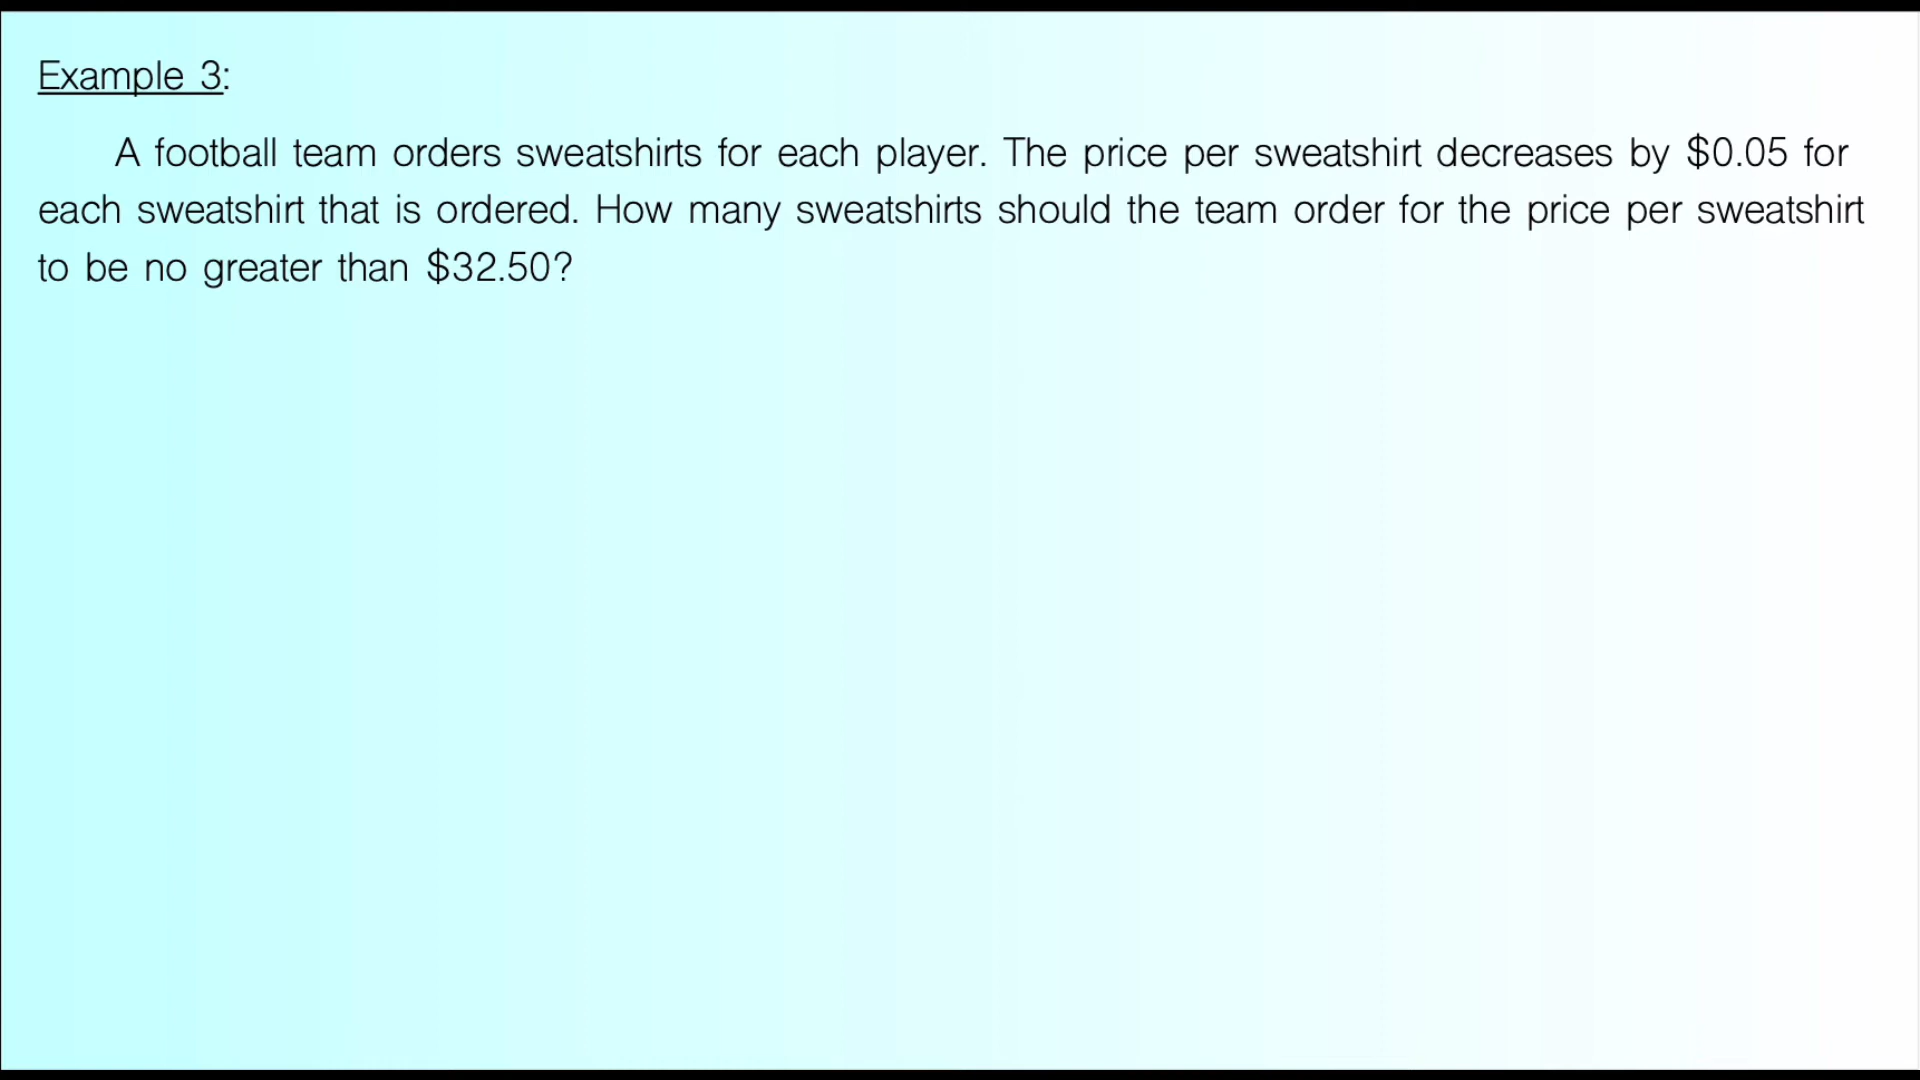 Example 3:
A football team orders sweatshirts for each player. The price per sweatshirt decreases by $0.05 for
each sweatshirt that is ordered. How many sweatshirts should the team order for the price per sweatshirt
to be no greater than $32.50?